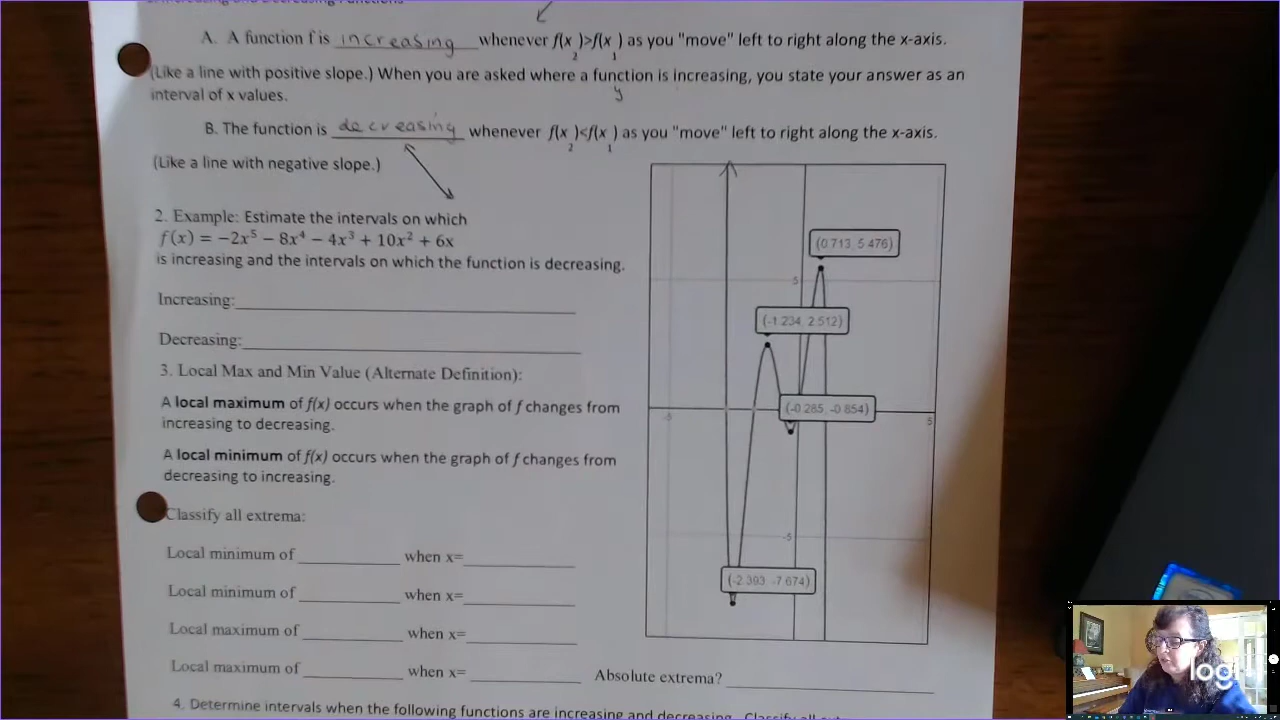 A. A function f is increasing whenever f(x₂)>f(x₁) as you "move" left to right along the x-axis.
(Like a line with positive slope.) When you are asked where a function is increasing, you state your answer as an
interval of x values.
y
B. The function is decreasing whenever f(x₂)<f(x₁) as you "move" left to right along the x-axis.
(Like a line with negative slope.)
2. Example: Estimate the intervals on which
f(x) = −2x⁵ − 8x⁴ − 4x³ + 10x² + 6x
is increasing and the intervals on which the function is decreasing.
Increasing:
Decreasing:
3. Local Max and Min Value (Alternate Definition):
A local maximum of f(x) occurs when the graph of f changes from
increasing to decreasing.
A local minimum of f(x) occurs when the graph of f changes from
decreasing to increasing.
Classify all extrema:
Local minimum of when x=
Local minimum of when x=
Local maximum of when x=
Local maximum of when x=
Absolute extrema?
4. Determine intervals when the following functions are increasing and decreasing. Classify all
(0.713, 5.476)
5
(-1.234, 2.512)
(-0.285, -0.854)
-5
5
-5
(-2.393, -7.674)
logi